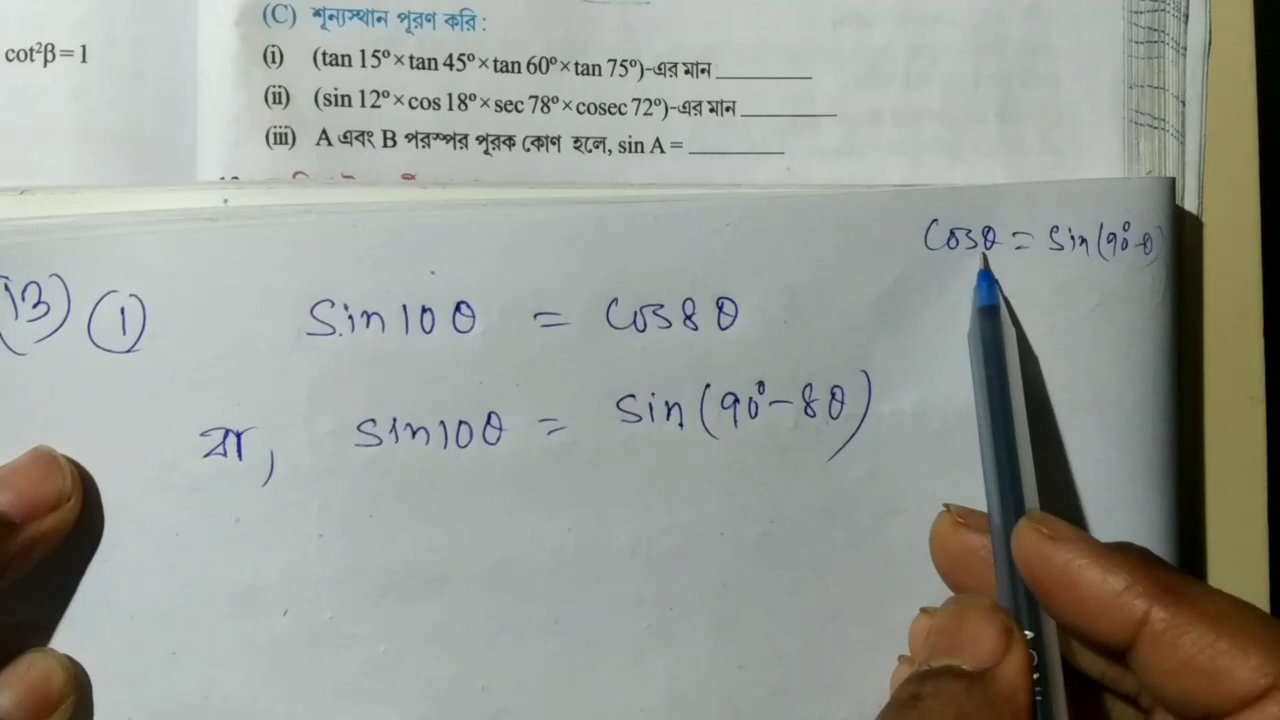 cot²β=1
(C) শূন্যস্থান পূরণ করি :
(i) (tan 15°×tan 45°×tan 60°×tan 75°)-এর মান ________
(ii) (sin 12°×cos 18°×sec 78°×cosec 72°)-এর মান ________
(iii) A এবং B পরস্পর পূরক কোণ হলে, sin A = ________
Cosθ = Sin(90°-θ)
13) (1) Sin10θ = Cos8θ
বা, Sin10θ = Sin(90°-8θ)